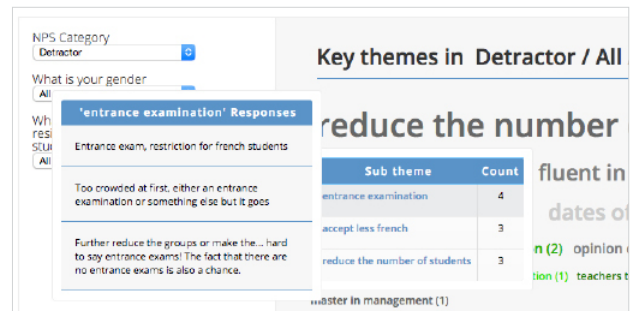 NPS Category
Detractor
What is your gender
All
Wh
resi
stud
All
'entrance examination' Responses
Entrance exam, restriction for french students
Too crowded at first, either an entrance
examination or something else but it goes
Further reduce the groups or make the... hard
to say entrance exams! The fact that there are
no entrance exams is also a chance.
Key themes in Detractor / All
reduce the number
Sub theme Count
entrance examination 4
accept less french 3
reduce the number of students 3
fluent in
dates of
n (2) opinion
tion (1) teachers t
master in management (1)